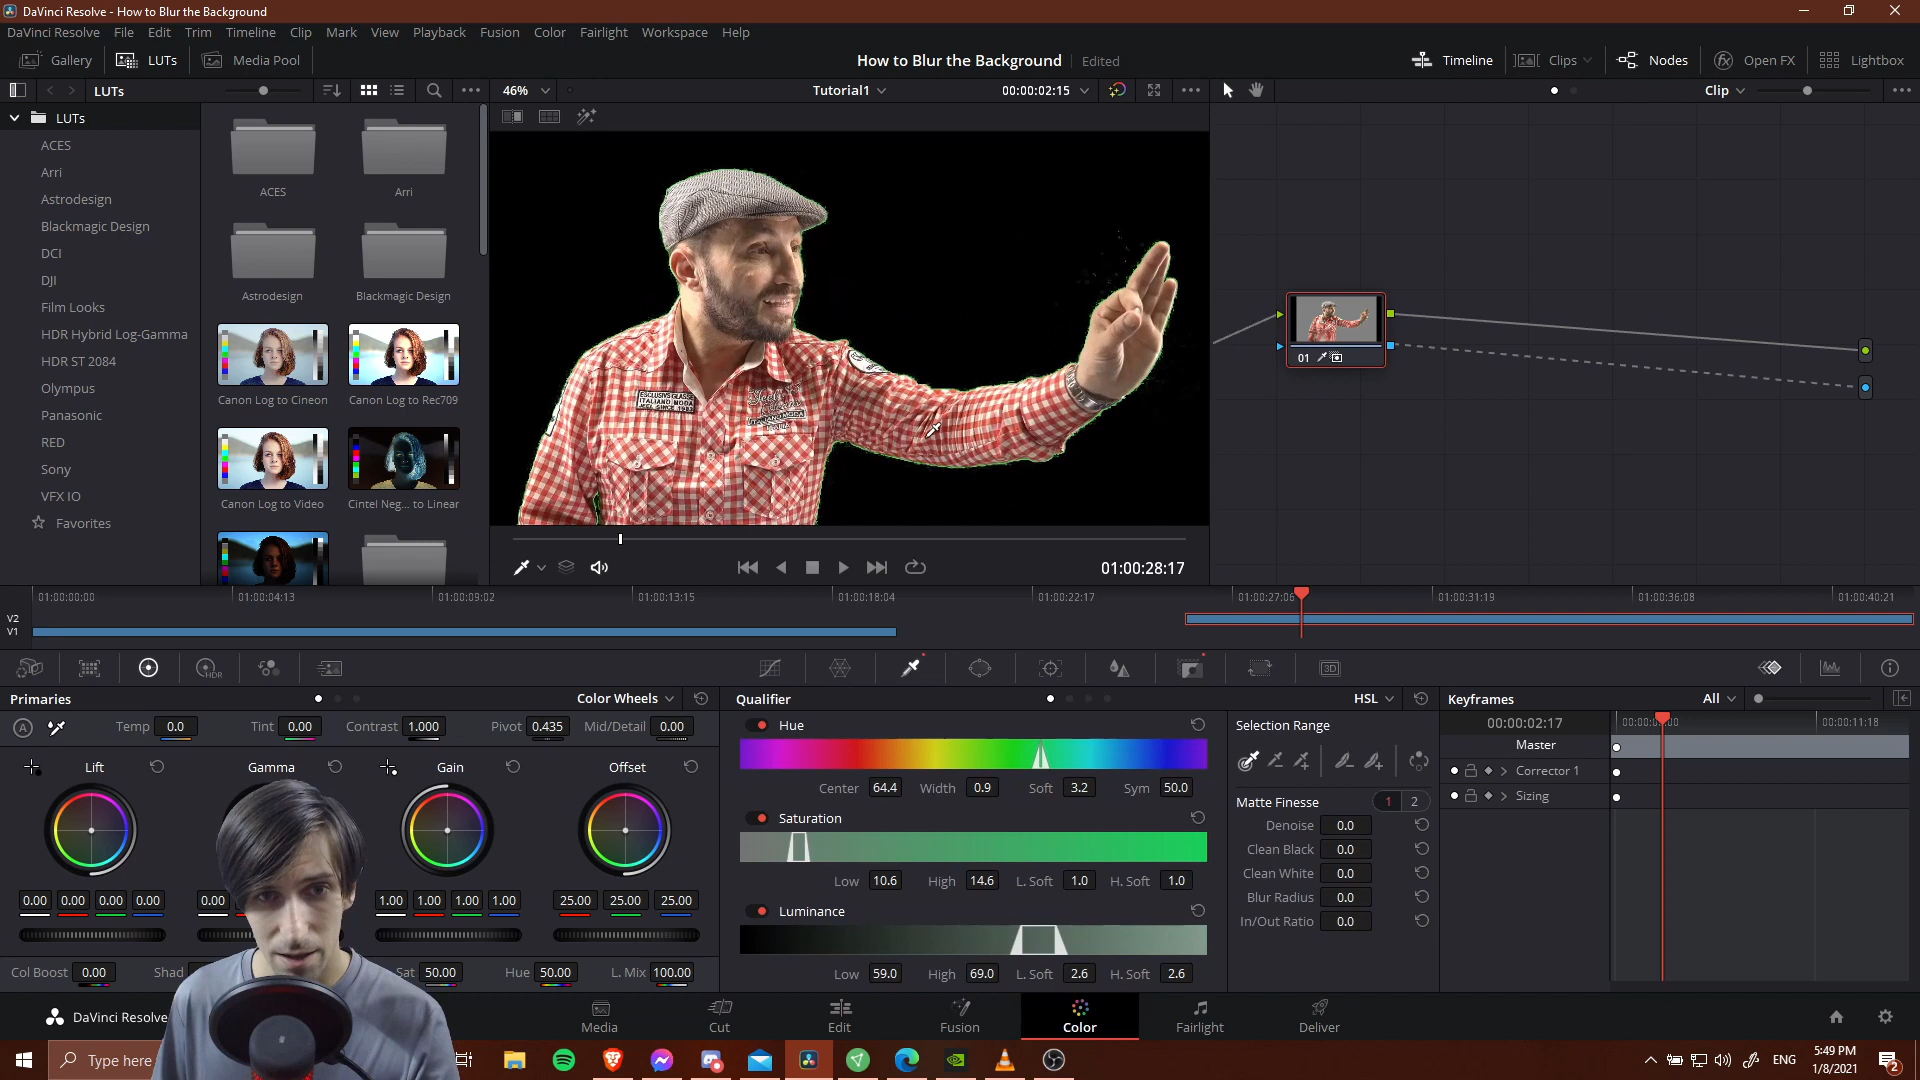 DaVinci Resolve - How to Blur the Background
DaVinci Resolve File Edit Trim Timeline Clip Mark View Playback Fusion Color Fairlight Workspace Help
Gallery LUTs Media Pool How to Blur the Background Edited Timeline Clips Nodes Open FX Lightbox
LUTs 46% Tutorial1 00:00:02:15 Clip
LUTs
ACES
Arri
Astrodesign
Blackmagic Design
DCI
DJI
Film Looks
HDR Hybrid Log-Gamma
HDR ST 2084
Olympus
Panasonic
RED
Sony
VFX IO
Favorites
ACES Arri
Astrodesign Blackmagic Design
Canon Log to Cineon Canon Log to Rec709
Canon Log to Video Cintel Neg... to Linear
ITALIANO MODA
ITALIAN-MODA
01
01:00:28:17
01:00:00:00 01:00:04:13 01:00:09:02 01:00:13:15 01:00:18:04 01:00:22:17 01:00:27:06 01:00:31:19 01:00:36:08 01:00:40:21
V2
V1
HDR 3D
Primaries Color Wheels
A Temp 0.0 Tint 0.00 Contrast 1.000 Pivot 0.435 Mid/Detail 0.00
Lift Gamma Gain Offset
0.00 0.00 0.00 0.00 0.00 1.00 1.00 1.00 1.00 25.00 25.00 25.00
Col Boost 0.00 Shad Sat 50.00 Hue 50.00 L. Mix 100.00
Qualifier HSL
Hue
Center 64.4 Width 0.9 Soft 3.2 Sym 50.0
Saturation
Low 10.6 High 14.6 L. Soft 1.0 H. Soft 1.0
Luminance
Low 59.0 High 69.0 L. Soft 2.6 H. Soft 2.6
Selection Range
Matte Finesse 1 2
Denoise 0.0
Clean Black 0.0
Clean White 0.0
Blur Radius 0.0
In/Out Ratio 0.0
Keyframes All
00:00:02:17 00:00:11:18
Master
Corrector 1
Sizing
DaVinci Resolve Media Cut Edit Fusion Color Fairlight Deliver
Type here ENG 5:49 PM
1/8/2021 2